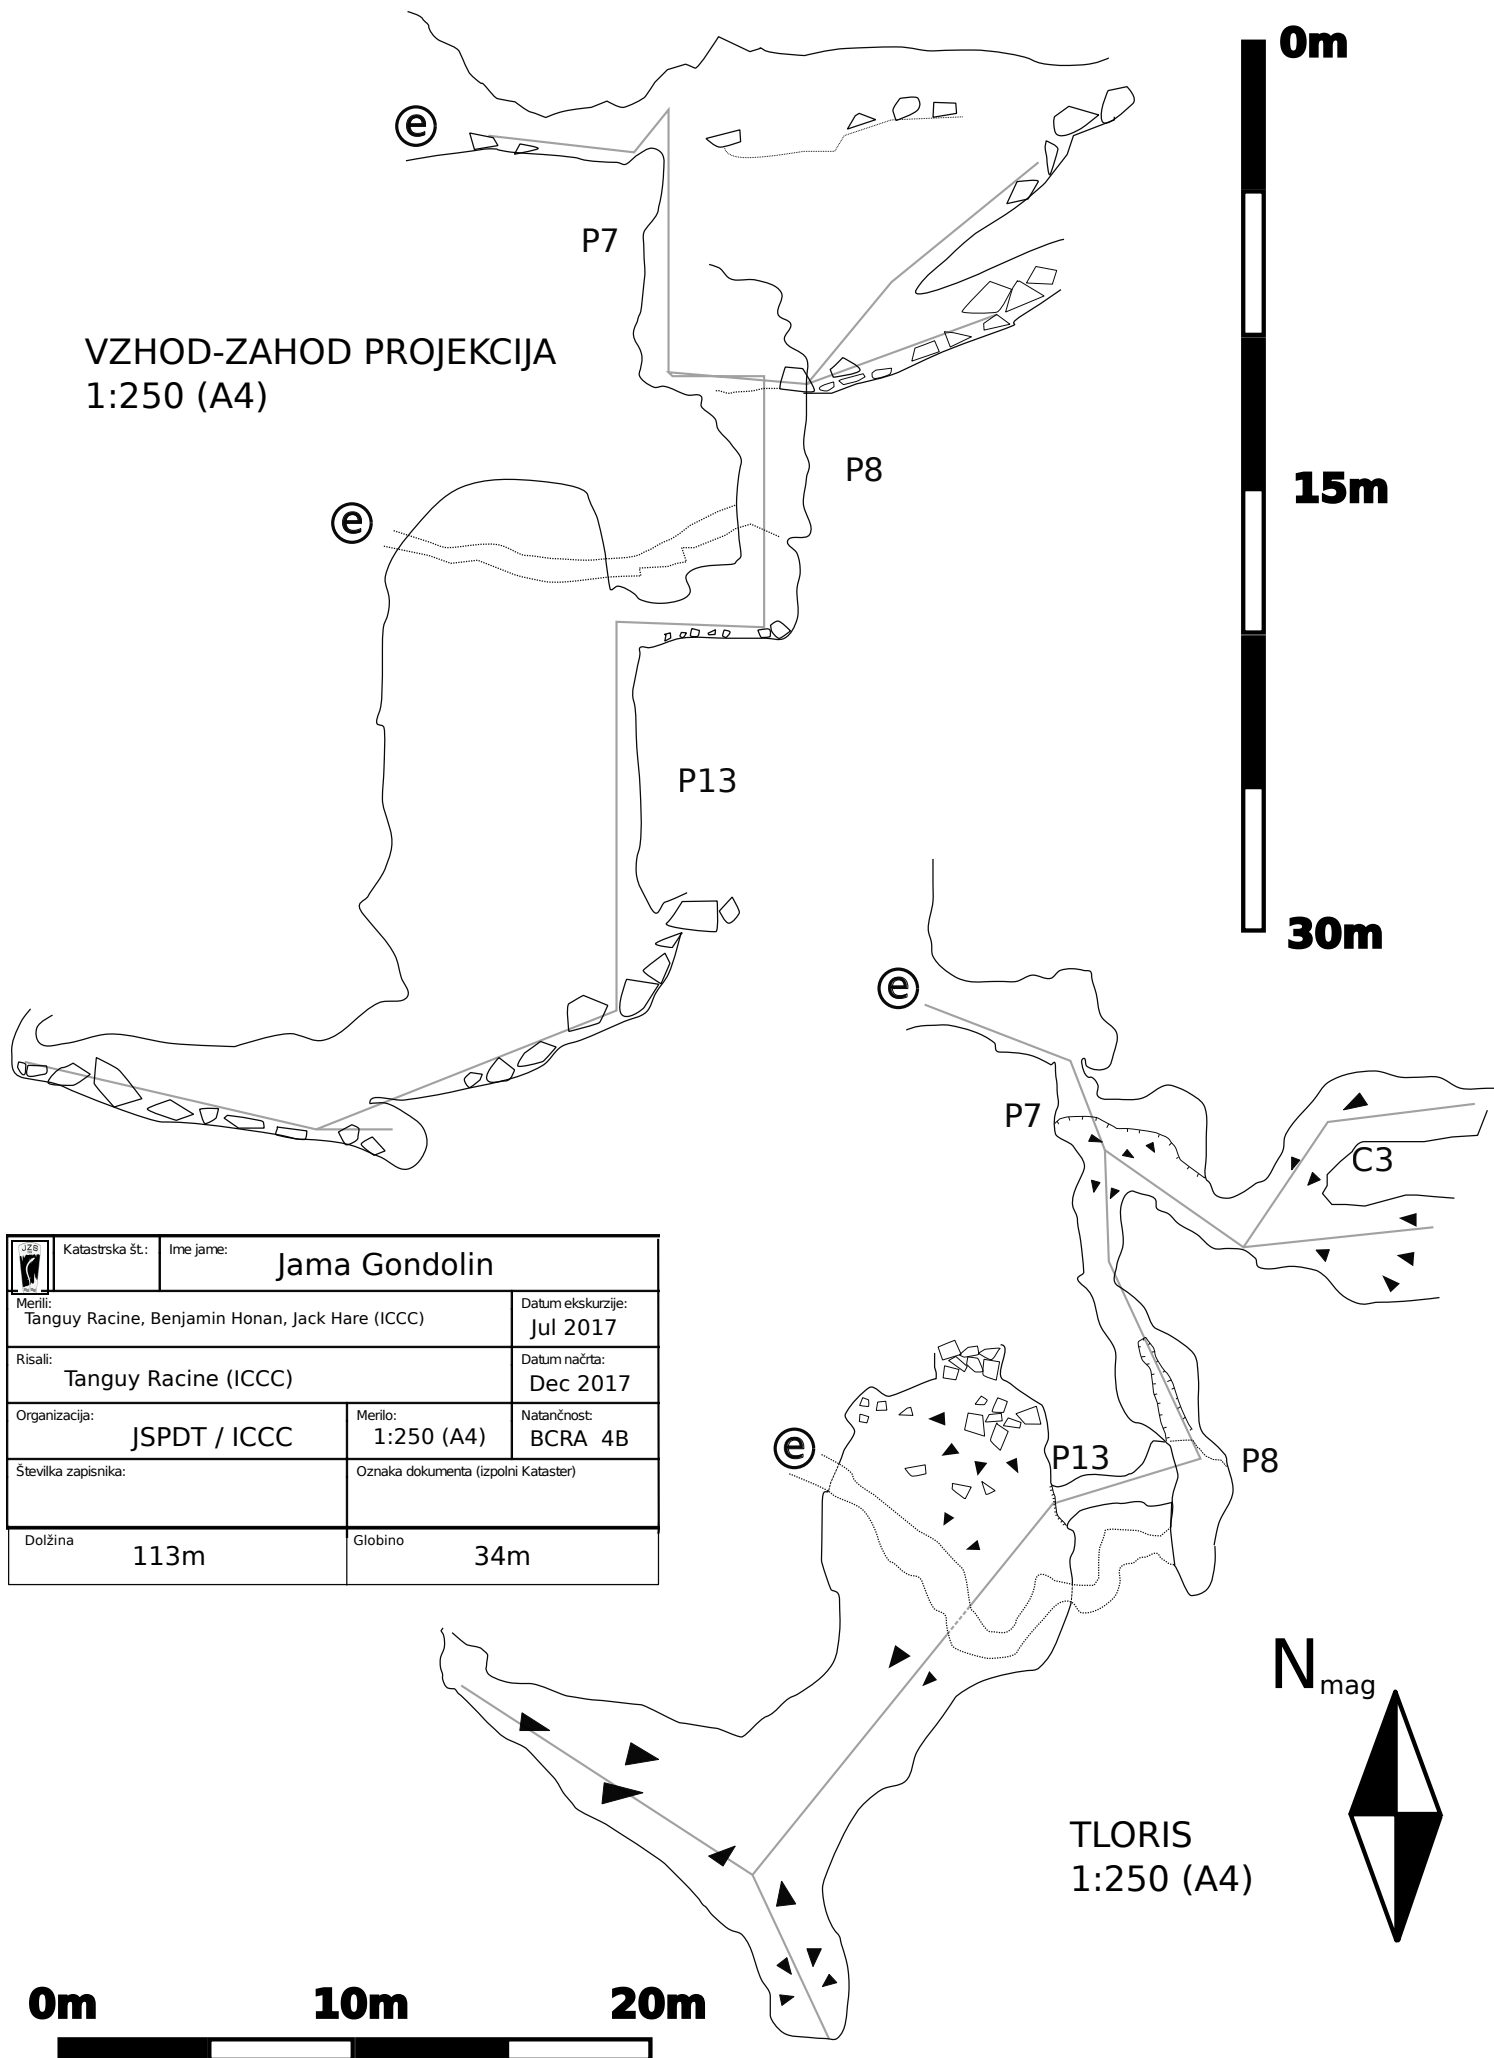 0m
ⓔ
P7
VZHOD-ZAHOD PROJEKCIJA
1:250 (A4)
P8
15m
ⓔ
P13
30m
ⓔ
P7
C3
JZS
Katastrska št.:
Ime jame:
Jama Gondolin
Merili:
Tanguy Racine, Benjamin Honan, Jack Hare (ICCC)
Datum ekskurzije:
Jul 2017
Risali:
Tanguy Racine (ICCC)
Datum načrta:
Dec 2017
Organizacija:
JSPDT / ICCC
Merilo:
1:250 (A4)
Natančnost:
BCRA 4B
Številka zapisnika:
Oznaka dokumenta (izpolni Kataster)
Dolžina
113m
Globino
34m
ⓔ
P13
P8
N mag
TLORIS
1:250 (A4)
0m 10m 20m